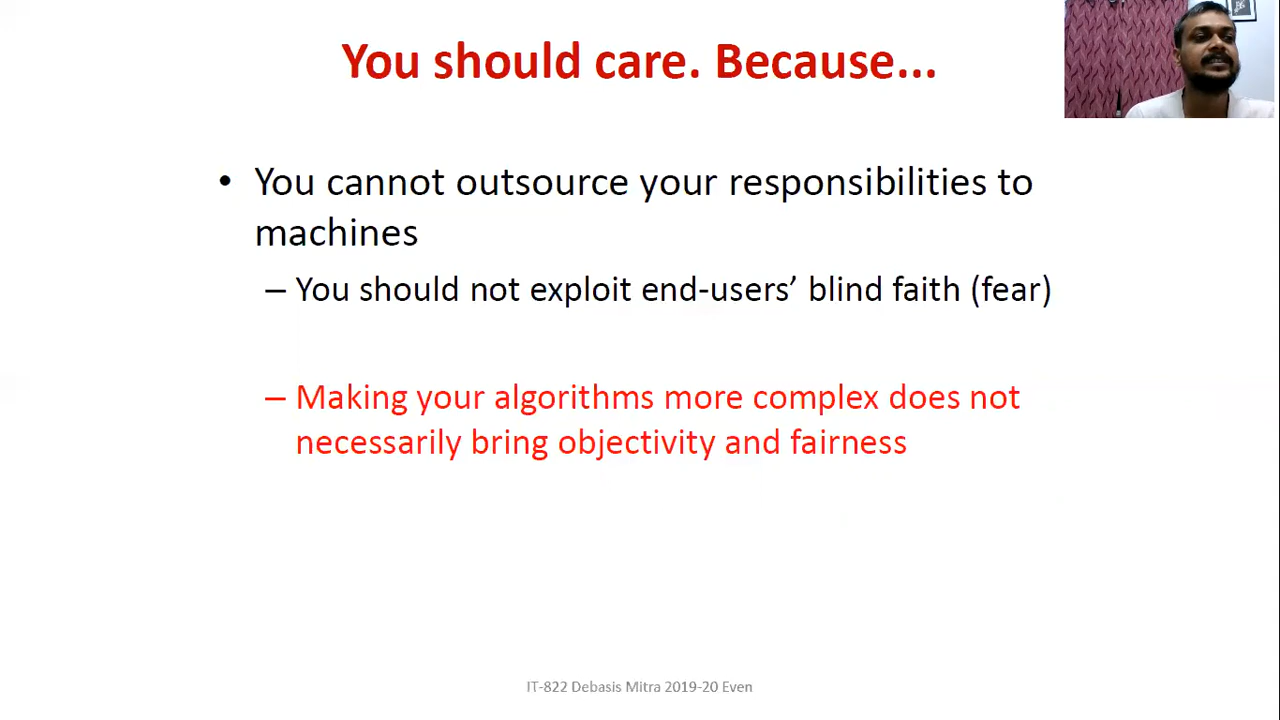 You should care. Because...
• You cannot outsource your responsibilities to
machines
– You should not exploit end-users’ blind faith (fear)
– Making your algorithms more complex does not
necessarily bring objectivity and fairness
IT-822 Debasis Mitra 2019-20 Even